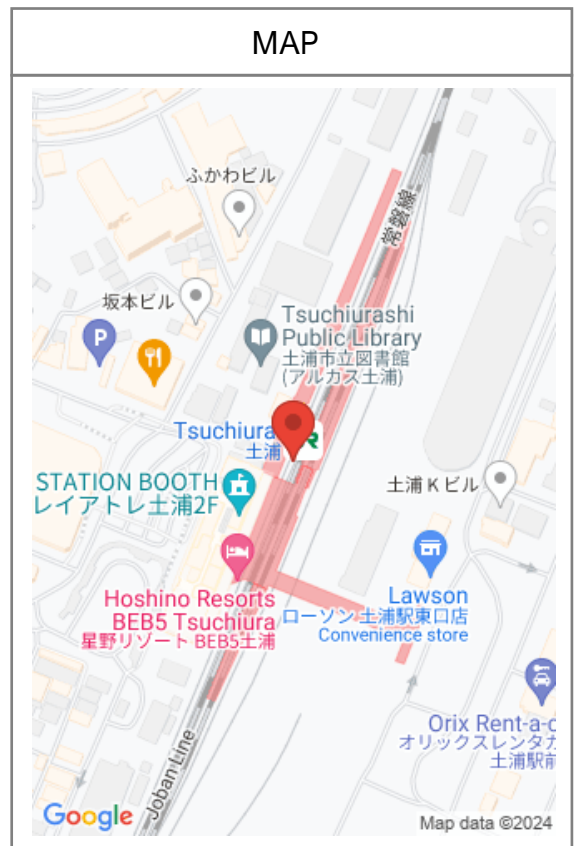 MAP
ふかわビル
常磐線
坂本ビル
P
Tsuchiurashi
Public Library
土浦市立図書館
(アルカス土浦)
Tsuchiura
土浦
STATION BOOTH
レイアトレ土浦2F
土浦Kビル
Hoshino Resorts
BEB5 Tsuchiura
星野リゾート BEB5土浦
Lawson
ローソン 土浦駅東口店
Convenience store
Orix Rent-a-c
オリックスレンタカ
土浦駅前
Joban Line
Google
Map data ©2024